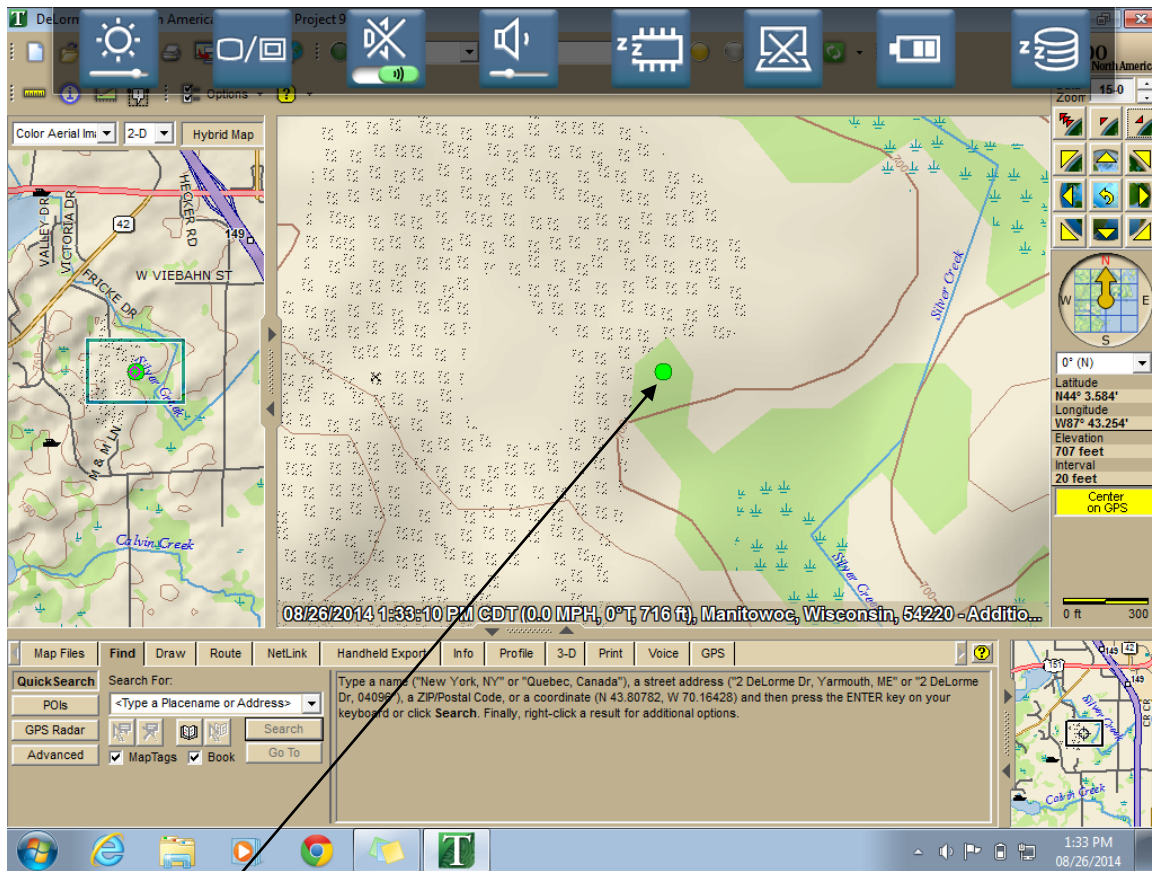 DeLorm
n America
Project 9
North America
Options
Zoom
15-0
Color Aerial Ima
2-D
Hybrid Map
VALLEY DR
VICTORIA DR
HECKER RD
42
149
W VIEBAHN ST
FRICKE DR
Silver Creek
M & M LN
Calvin Creek
700
Silver Creek
Silver Creek
700
N
W
E
S
0° (N)
Latitude
N44° 3.584'
Longitude
W87° 43.254'
Elevation
707 feet
Interval
20 feet
Center
on GPS
0 ft
300
08/26/2014 1:33:10 PM CDT (0.0 MPH, 0°T, 716 ft), Manitowoc, Wisconsin, 54220 - Additio...
Map Files
Find
Draw
Route
NetLink
Handheld Export
Info
Profile
3-D
Print
Voice
GPS
QuickSearch
POIs
GPS Radar
Advanced
Search For:
<Type a Placename or Address>
Search
MapTags
Book
Go To
Type a name ("New York, NY" or "Quebec, Canada"), a street address ("2 DeLorme Dr, Yarmouth, ME" or "2 DeLorme
Dr, 04096"), a ZIP/Postal Code, or a coordinate (N 43.80782, W 70.16428) and then press the ENTER key on your
keyboard or click Search. Finally, right-click a result for additional options.
151
149
42
149
Silver Creek
CR CR
Calvin Creek
1:33 PM
08/26/2014